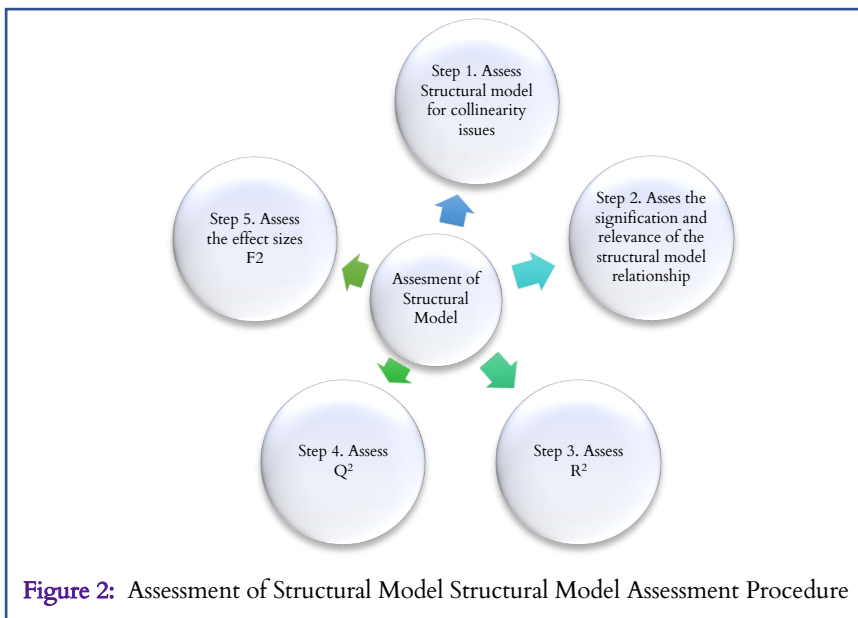 Step 1. Assess
Structural model
for collinearity
issues
Step 2. Asses the
signification and
relevance of the
structural model
relationship
Step 3. Assess
R²
Step 4. Assess
Q²
Step 5. Assess
the effect sizes
F2
Assesment of
Structural
Model
Figure 2: Assessment of Structural Model Structural Model Assessment Procedure